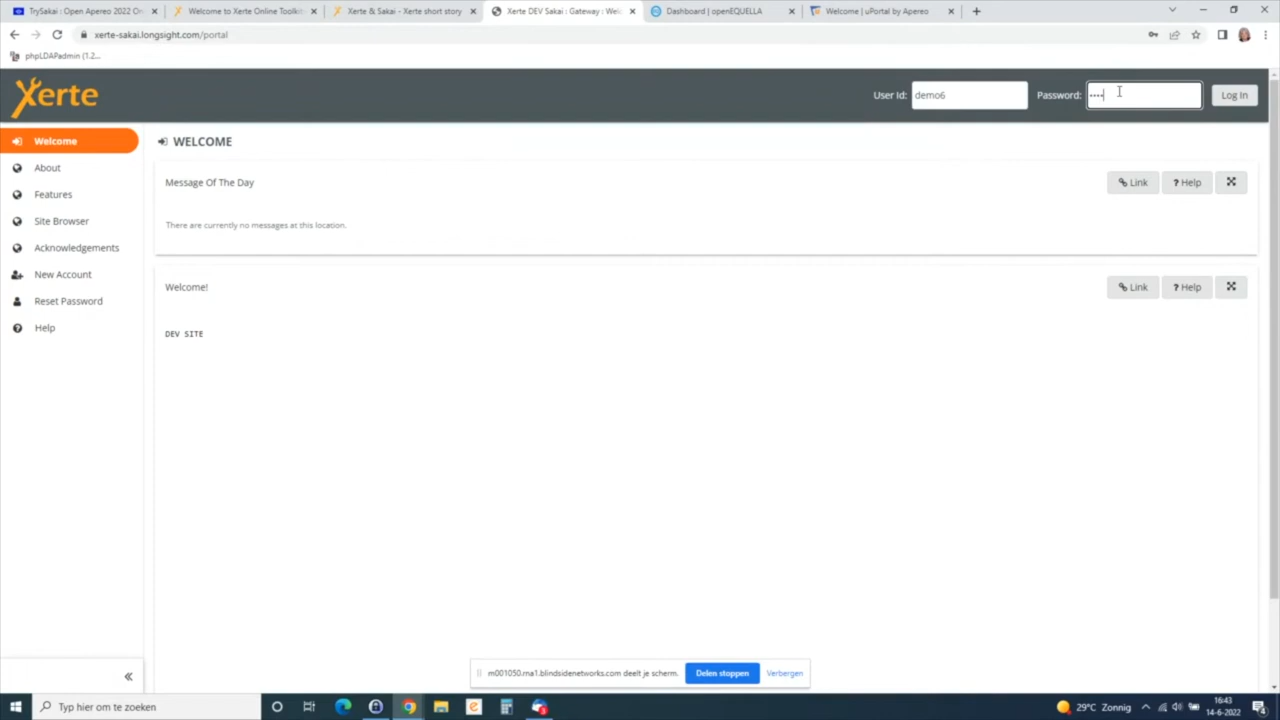 TrySakai : Open Apereo 2022 On
Welcome to Xerte Online Toolkit
Xerte & Sakai - Xerte short story
Xerte DEV Sakai : Gateway : Wel
Dashboard | openEQUELLA
Welcome | uPortal by Apereo
xerte-sakai.longsight.com/portal
phpLDAPadmin (1.2...
Xerte
User Id: demo6 Password: •••• Log In
Welcome
About
Features
Site Browser
Acknowledgements
New Account
Reset Password
Help
WELCOME
Message Of The Day
Link ? Help
There are currently no messages at this location.
Welcome!
Link ? Help
DEV SITE
m001050.rna1.blindsidenetworks.com deelt je scherm. Delen stoppen Verbergen
Typ hier om te zoeken
29°C Zonnig
16:43
14-6-2022
4